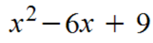 x² − 6x + 9